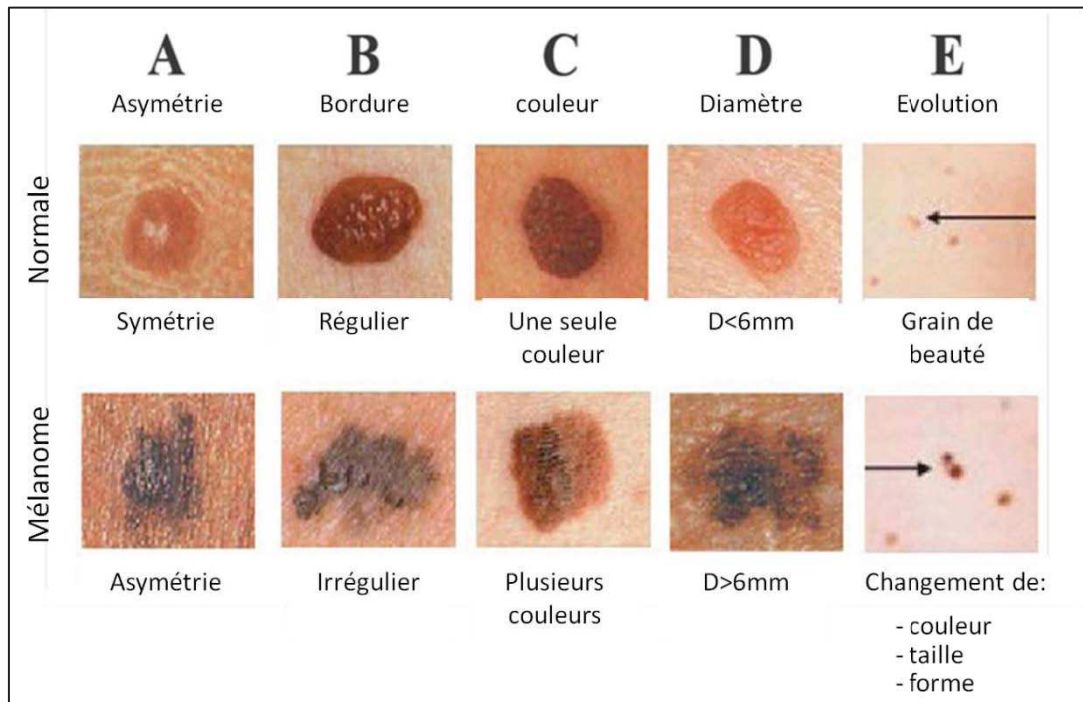 A B C D E
Asymétrie Bordure couleur Diamètre Evolution
Normale
Symétrie Régulier Une seule D<6mm Grain de
couleur beauté
Mélanome
Asymétrie Irrégulier Plusieurs D>6mm Changement de:
couleurs
- couleur
- taille
- forme